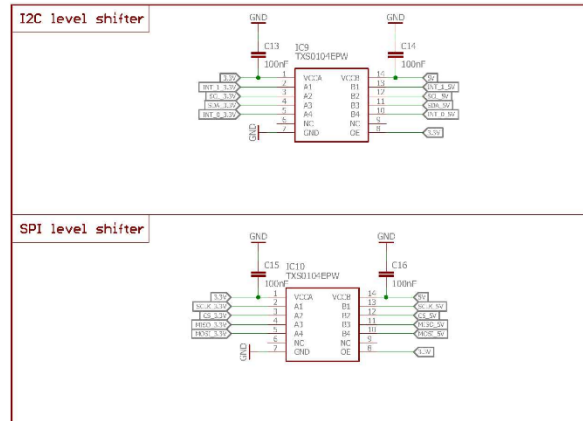 I2C level shifter
GND
GND
C13
100nF
IC9
TXS0104EPW
C14
100nF
3.3V 1 VCCA VCCB 14 5V
INT_1_3.3V 2 A1 B1 13 INT_1_5V
SCL_3.3V 3 A2 B2 12 SCL_5V
SDA_3.3V 4 A3 B3 11 SDA_5V
INT_0_3.3V 5 A4 B4 10 INT_0_5V
6 NC NC 9
GND 7 GND OE 8 3.3V
SPI level shifter
GND
GND
C15
100nF
IC10
TXS0104EPW
C16
100nF
3.3V 1 VCCA VCCB 14 5V
SCLK_3.3V 2 A1 B1 13 SCLK_5V
CS_3.3V 3 A2 B2 12 CS_5V
MISO_3.3V 4 A3 B3 11 MISO_5V
MOSI_3.3V 5 A4 B4 10 MOSI_5V
6 NC NC 9
GND 7 GND OE 8 3.3V